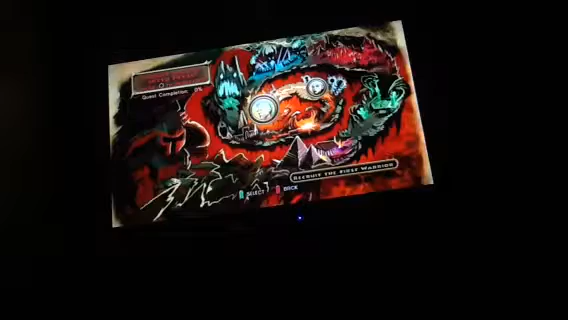 Quest Completion: 0%
Recruit the First Warrior
SELECT
BACK